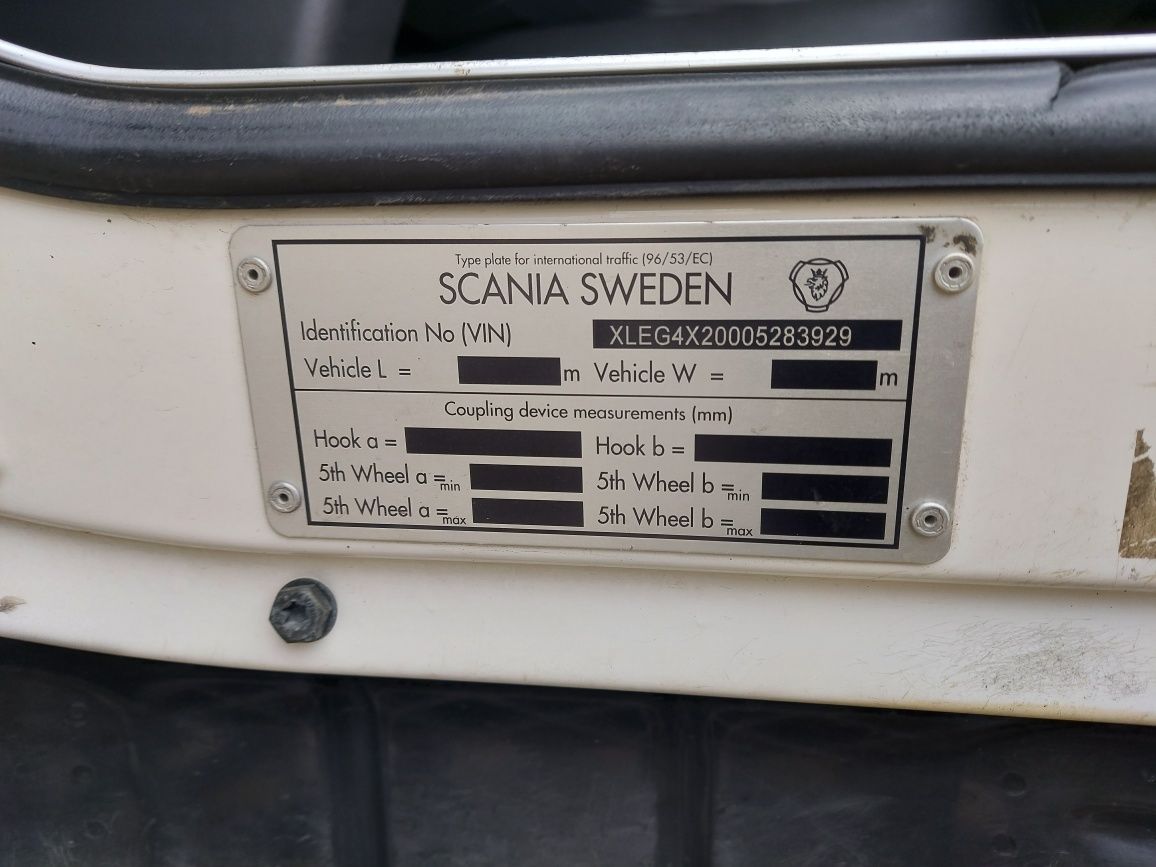 Type plate for international traffic (96/53/EC)
SCANIA SWEDEN
Identification No (VIN) XLEG4X20005283929
Vehicle L = m Vehicle W = m
Coupling device measurements (mm)
Hook a = Hook b =
5th Wheel a =min 5th Wheel b =min
5th Wheel a =max 5th Wheel b =max